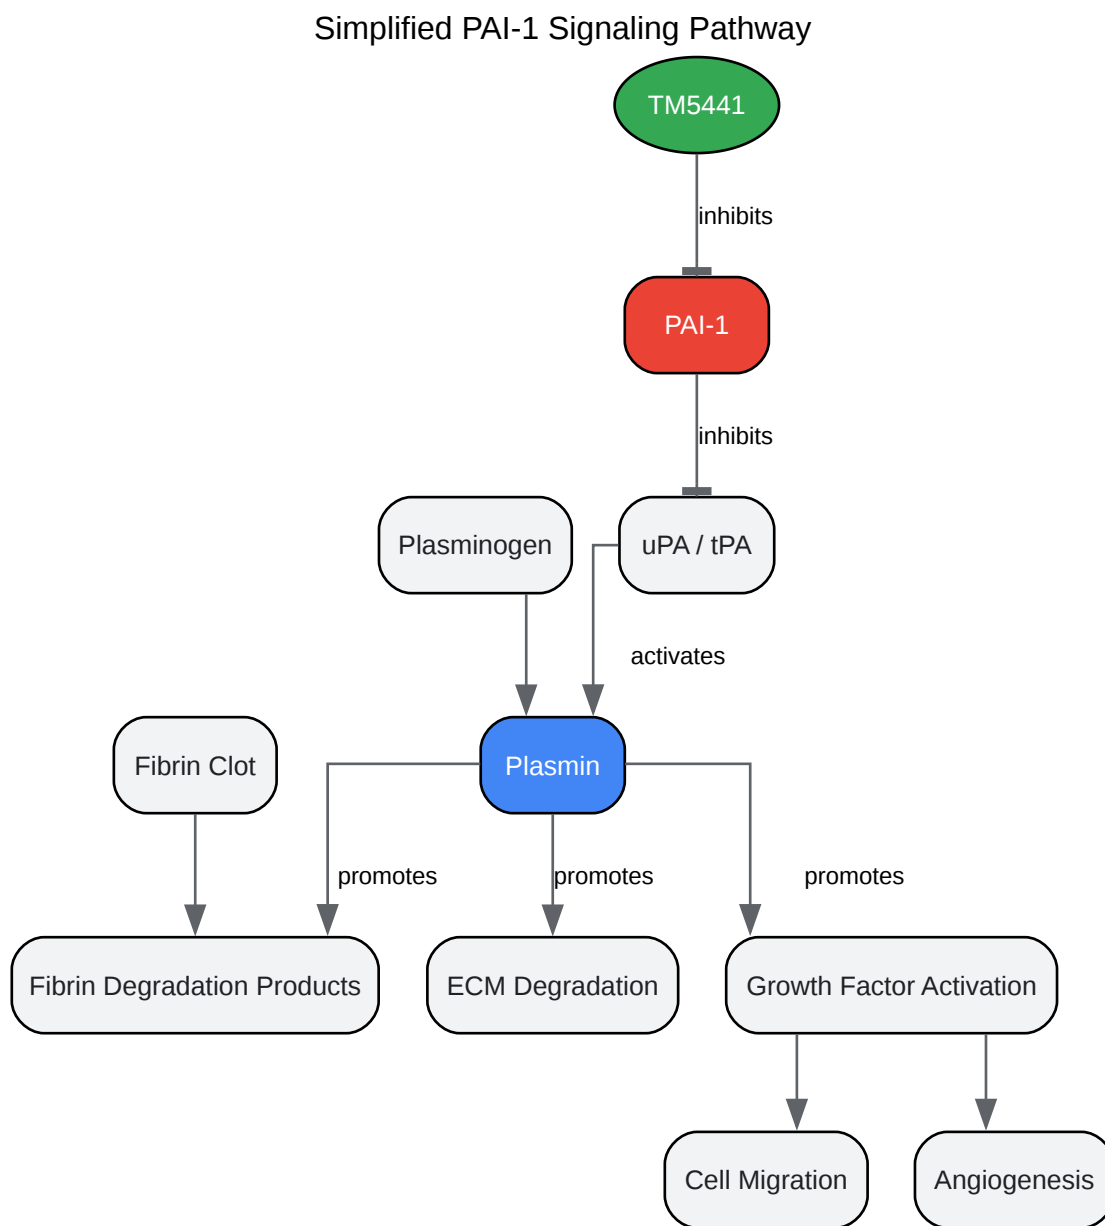 Simplified PAI-1 Signaling Pathway
TM5441
inhibits
PAI-1
inhibits
Plasminogen
uPA / tPA
activates
Fibrin Clot
Plasmin
promotes
promotes
promotes
Fibrin Degradation Products
ECM Degradation
Growth Factor Activation
Cell Migration
Angiogenesis